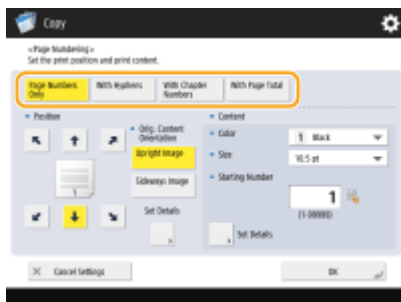 Copy
<Page Numbering>
Set the print position and print content.
Page Numbers Only
With Hyphens
With Chapter Numbers
With Page Total
Position
Orig. Content Orientation
Upright Image
Sideways Image
Set Details
Content
Color
1 Black
Size
10.5 pt
Starting Number
1
(1-99999)
Set Details
Cancel Settings
OK